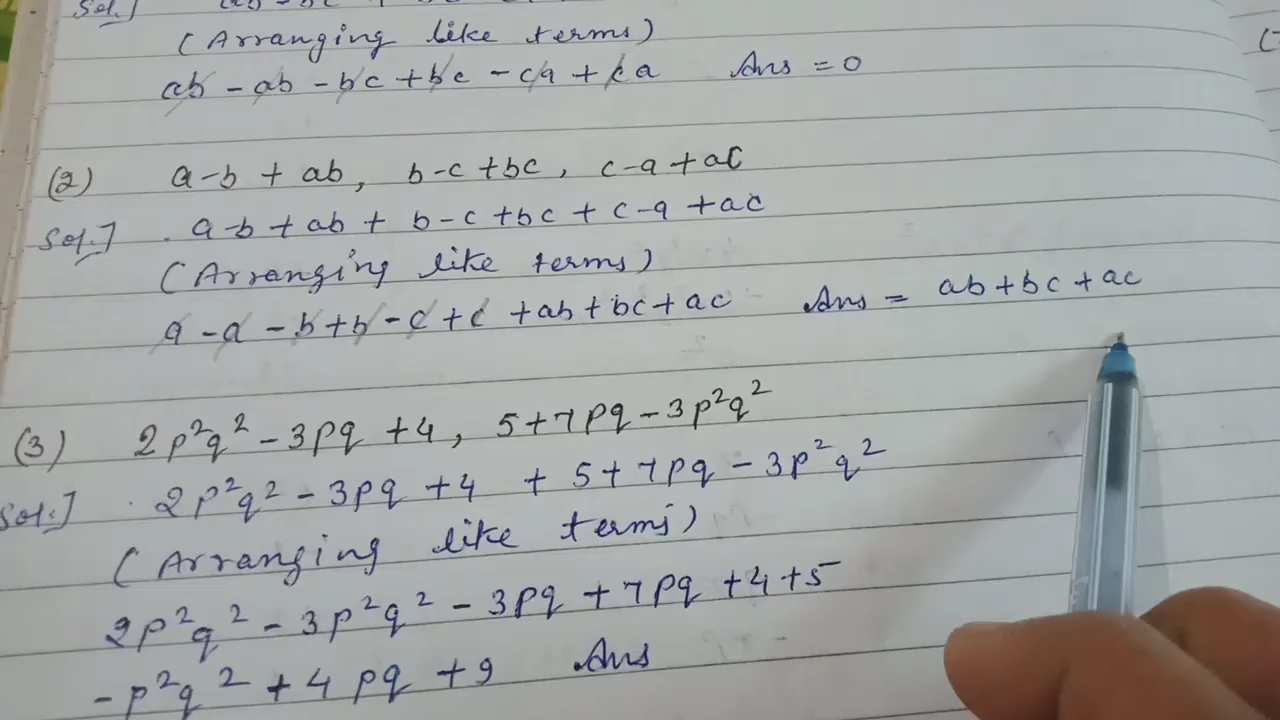 Sol.]
(Arranging like terms)
ab - ab - bc + bc - ca + ca Ans = 0
(2) a-b + ab, b-c + bc, c-a + ac
Sol.] a-b + ab + b-c + bc + c-a + ac
(Arranging like terms)
a - a - b + b - c + c + ab + bc + ac Ans = ab + bc + ac
(3) 2p²q² - 3pq + 4, 5 + 7pq - 3p²q²
Sol.] 2p²q² - 3pq + 4 + 5 + 7pq - 3p²q²
(Arranging like terms)
2p²q² - 3p²q² - 3pq + 7pq + 4 + 5
-p²q² + 4pq + 9 Ans